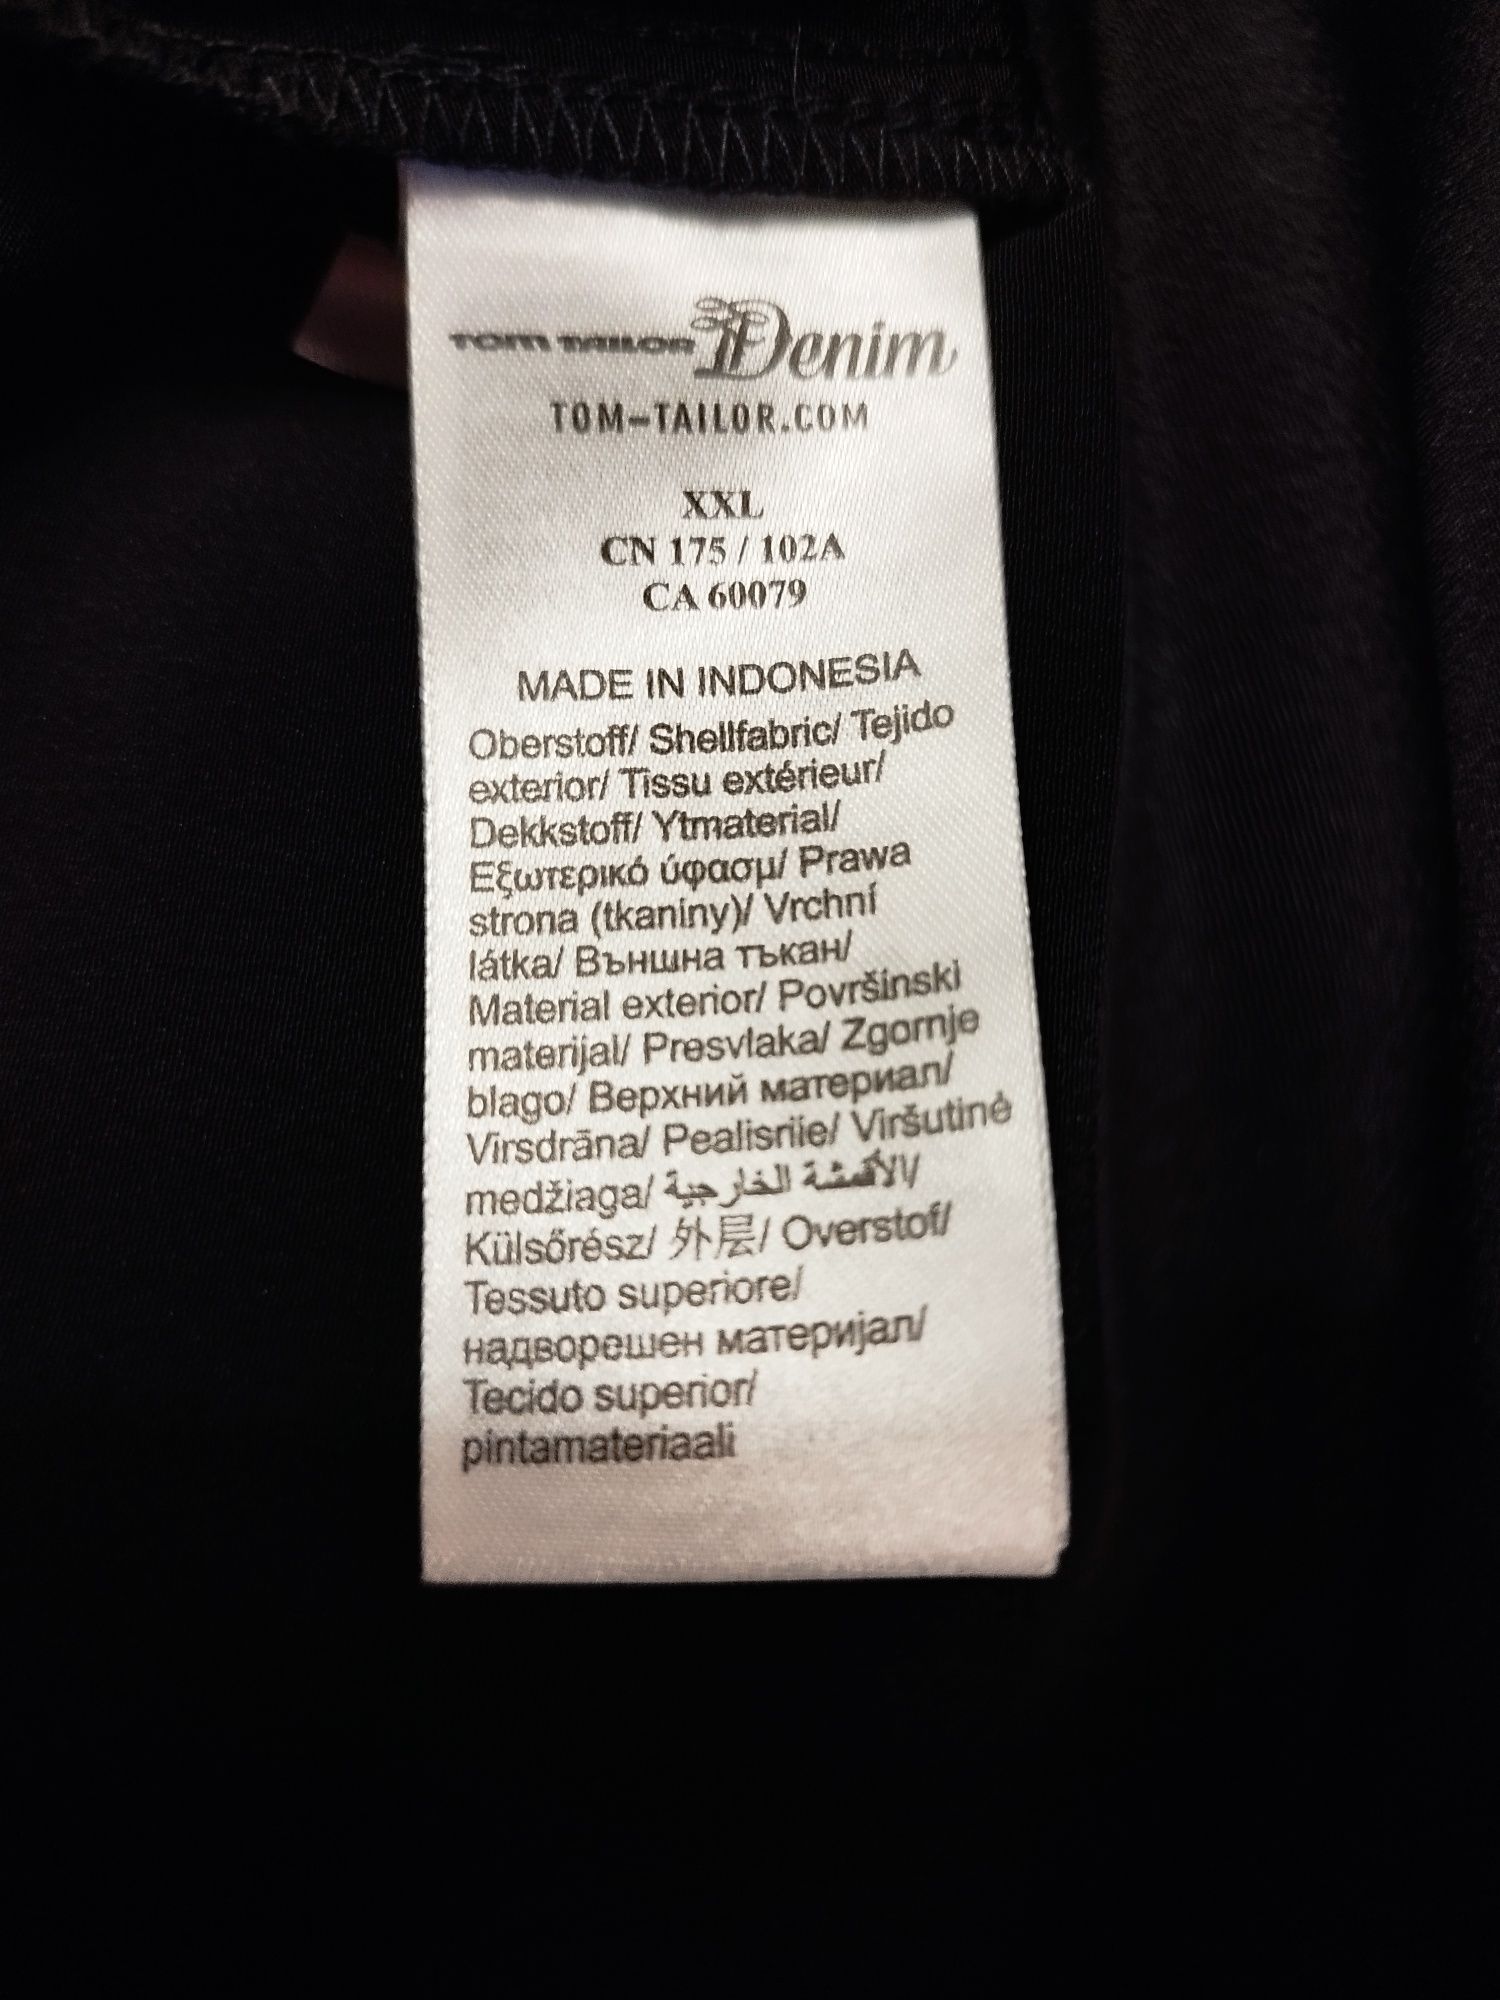 TOM TAILOR Denim
TOM-TAILOR.COM
XXL
CN 175 / 102A
CA 60079
MADE IN INDONESIA
Oberstoff/ Shellfabric/ Tejido
exterior/ Tissu extérieur/
Dekkstoff/ Ytmaterial/
Εξωτερικό ύφασμ/ Prawa
strona (tkaniny)/ Vrchní
látka/ Външна тъкан/
Material exterior/ Površinski
materijal/ Presvlaka/ Zgornje
blago/ Верхний материал/
Virsdrāna/ Pealisriie/ Viršutinė
medžiaga/ الأقمشة الخارجية/
Külsőrész/ 外层/ Overstof/
Tessuto superiore/
надворешен материјал/
Tecido superior/
pintamateriaali